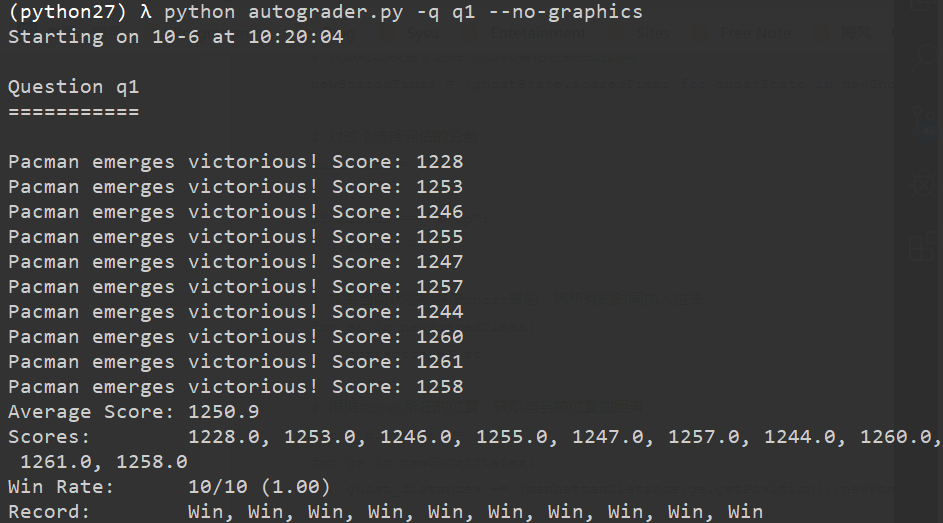 (python27) λ python autograder.py -q q1 --no-graphics
Starting on 10-6 at 10:20:04
Question q1
===========
Pacman emerges victorious! Score: 1228
Pacman emerges victorious! Score: 1253
Pacman emerges victorious! Score: 1246
Pacman emerges victorious! Score: 1255
Pacman emerges victorious! Score: 1247
Pacman emerges victorious! Score: 1257
Pacman emerges victorious! Score: 1244
Pacman emerges victorious! Score: 1260
Pacman emerges victorious! Score: 1261
Pacman emerges victorious! Score: 1258
Average Score: 1250.9
Scores:        1228.0, 1253.0, 1246.0, 1255.0, 1247.0, 1257.0, 1244.0, 1260.0,
 1261.0, 1258.0
Win Rate:      10/10 (1.00)
Record:        Win, Win, Win, Win, Win, Win, Win, Win, Win, Win